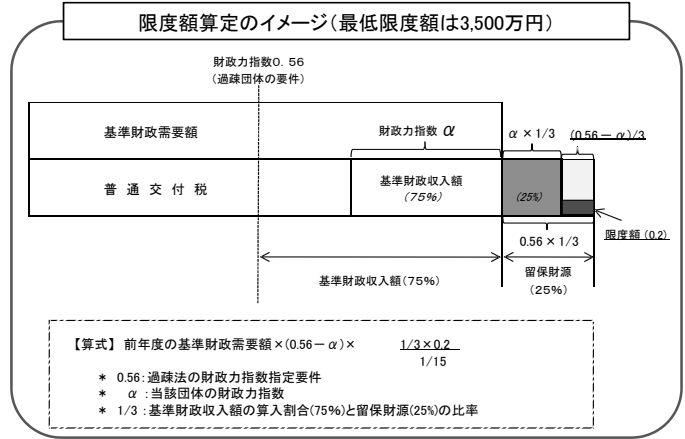 限度額算定のイメージ（最低限度額は3,500万円）
財政力指数0．56
（過疎団体の要件）
基準財政需要額
財政力指数 α
α × 1/3
(0.56 － α)/3
普 通 交 付 税
基準財政収入額
(75%)
(25%)
限度額 (0.2)
0.56 × 1/3
基準財政収入額（75％）
留保財源
（25％）
【算式】 前年度の基準財政需要額×(0.56－α)× 1/3×0.2
1/15
* 0.56：過疎法の財政力指数指定要件
* α：当該団体の財政力指数
* 1/3：基準財政収入額の算入割合(75％)と留保財源(25％)の比率